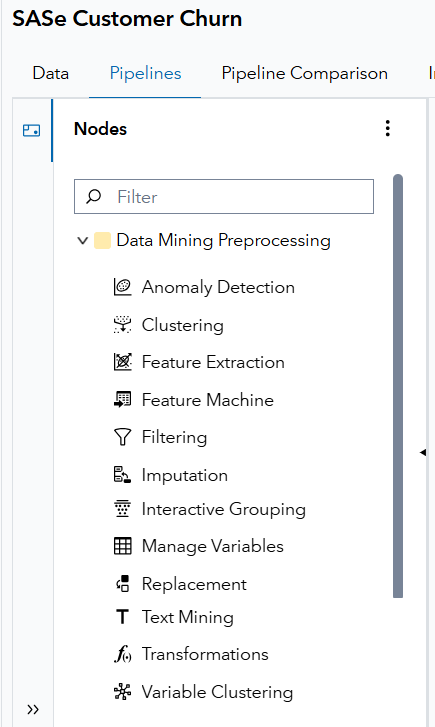 SASe Customer Churn
Data Pipelines Pipeline Comparison
Nodes
Filter
Data Mining Preprocessing
Anomaly Detection
Clustering
Feature Extraction
Feature Machine
Filtering
Imputation
Interactive Grouping
Manage Variables
Replacement
Text Mining
Transformations
Variable Clustering